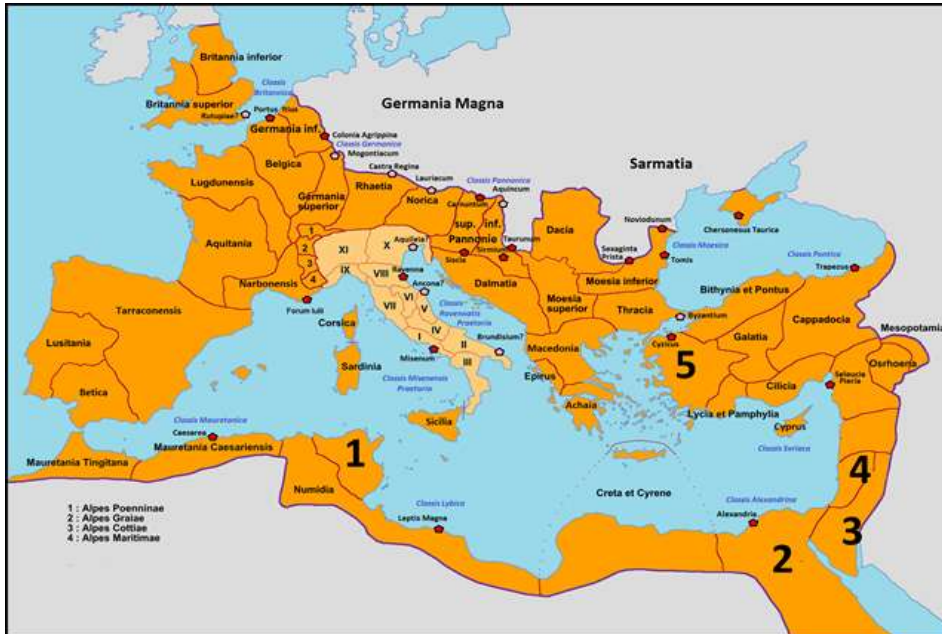 Britannia inferior
Classis
Britannica
Britannia superior
Rutupiae?
Portus Itius
Germania Magna
Germania inf.
Colonia Agrippina
Classis Germanica
Mogontiacum
Belgica
Castra Regina
Lauriacum
Classis Pannonica
Aquincum
Sarmatia
Lugdunensis
Germania
superior
Rhaetia
Norica
Carnuntum
sup.
inf.
Pannonie
Taurunum
Sirmium
Siscia
Dacia
Noviodunum
Chersonesus Taurica
Sexaginta
Prista
Classis Moesica
Tomis
Classis Pontica
Trapezus
Aquitania
1
2
3
4
XI
X
Aquileia?
IX
VIII
Ravenna
Ancona?
VII
VI
V
IV
I
II
III
Narbonensis
Forum Iulii
Dalmatia
Moesia
superior
Moesia inferior
Thracia
Byzantium
Bithynia et Pontus
Tarraconensis
Corsica
Classis
Ravennatis
Praetoria
Brundisium?
Misenum
Classis Misenensis
Praetoria
Macedonia
Epirus
Cyzicus
5
Galatia
Cappadocia
Mesopotamia
Osrhoena
Lusitania
Betica
Sardinia
Sicilia
Achaia
Cilicia
Seloucie
Pieria
Lycia et Pamphylia
Cyprus
Classis Syriaca
Classis Mauretanica
Caesarea
Mauretania Caesariensis
Mauretania Tingitana
1
Numidia
Classis Lybica
Leptis Magna
Creta et Cyrene
Classis Alexandrina
Alexandria
4
3
2
1 : Alpes Poenninae
2 : Alpes Graiae
3 : Alpes Cottiae
4 : Alpes Maritimae